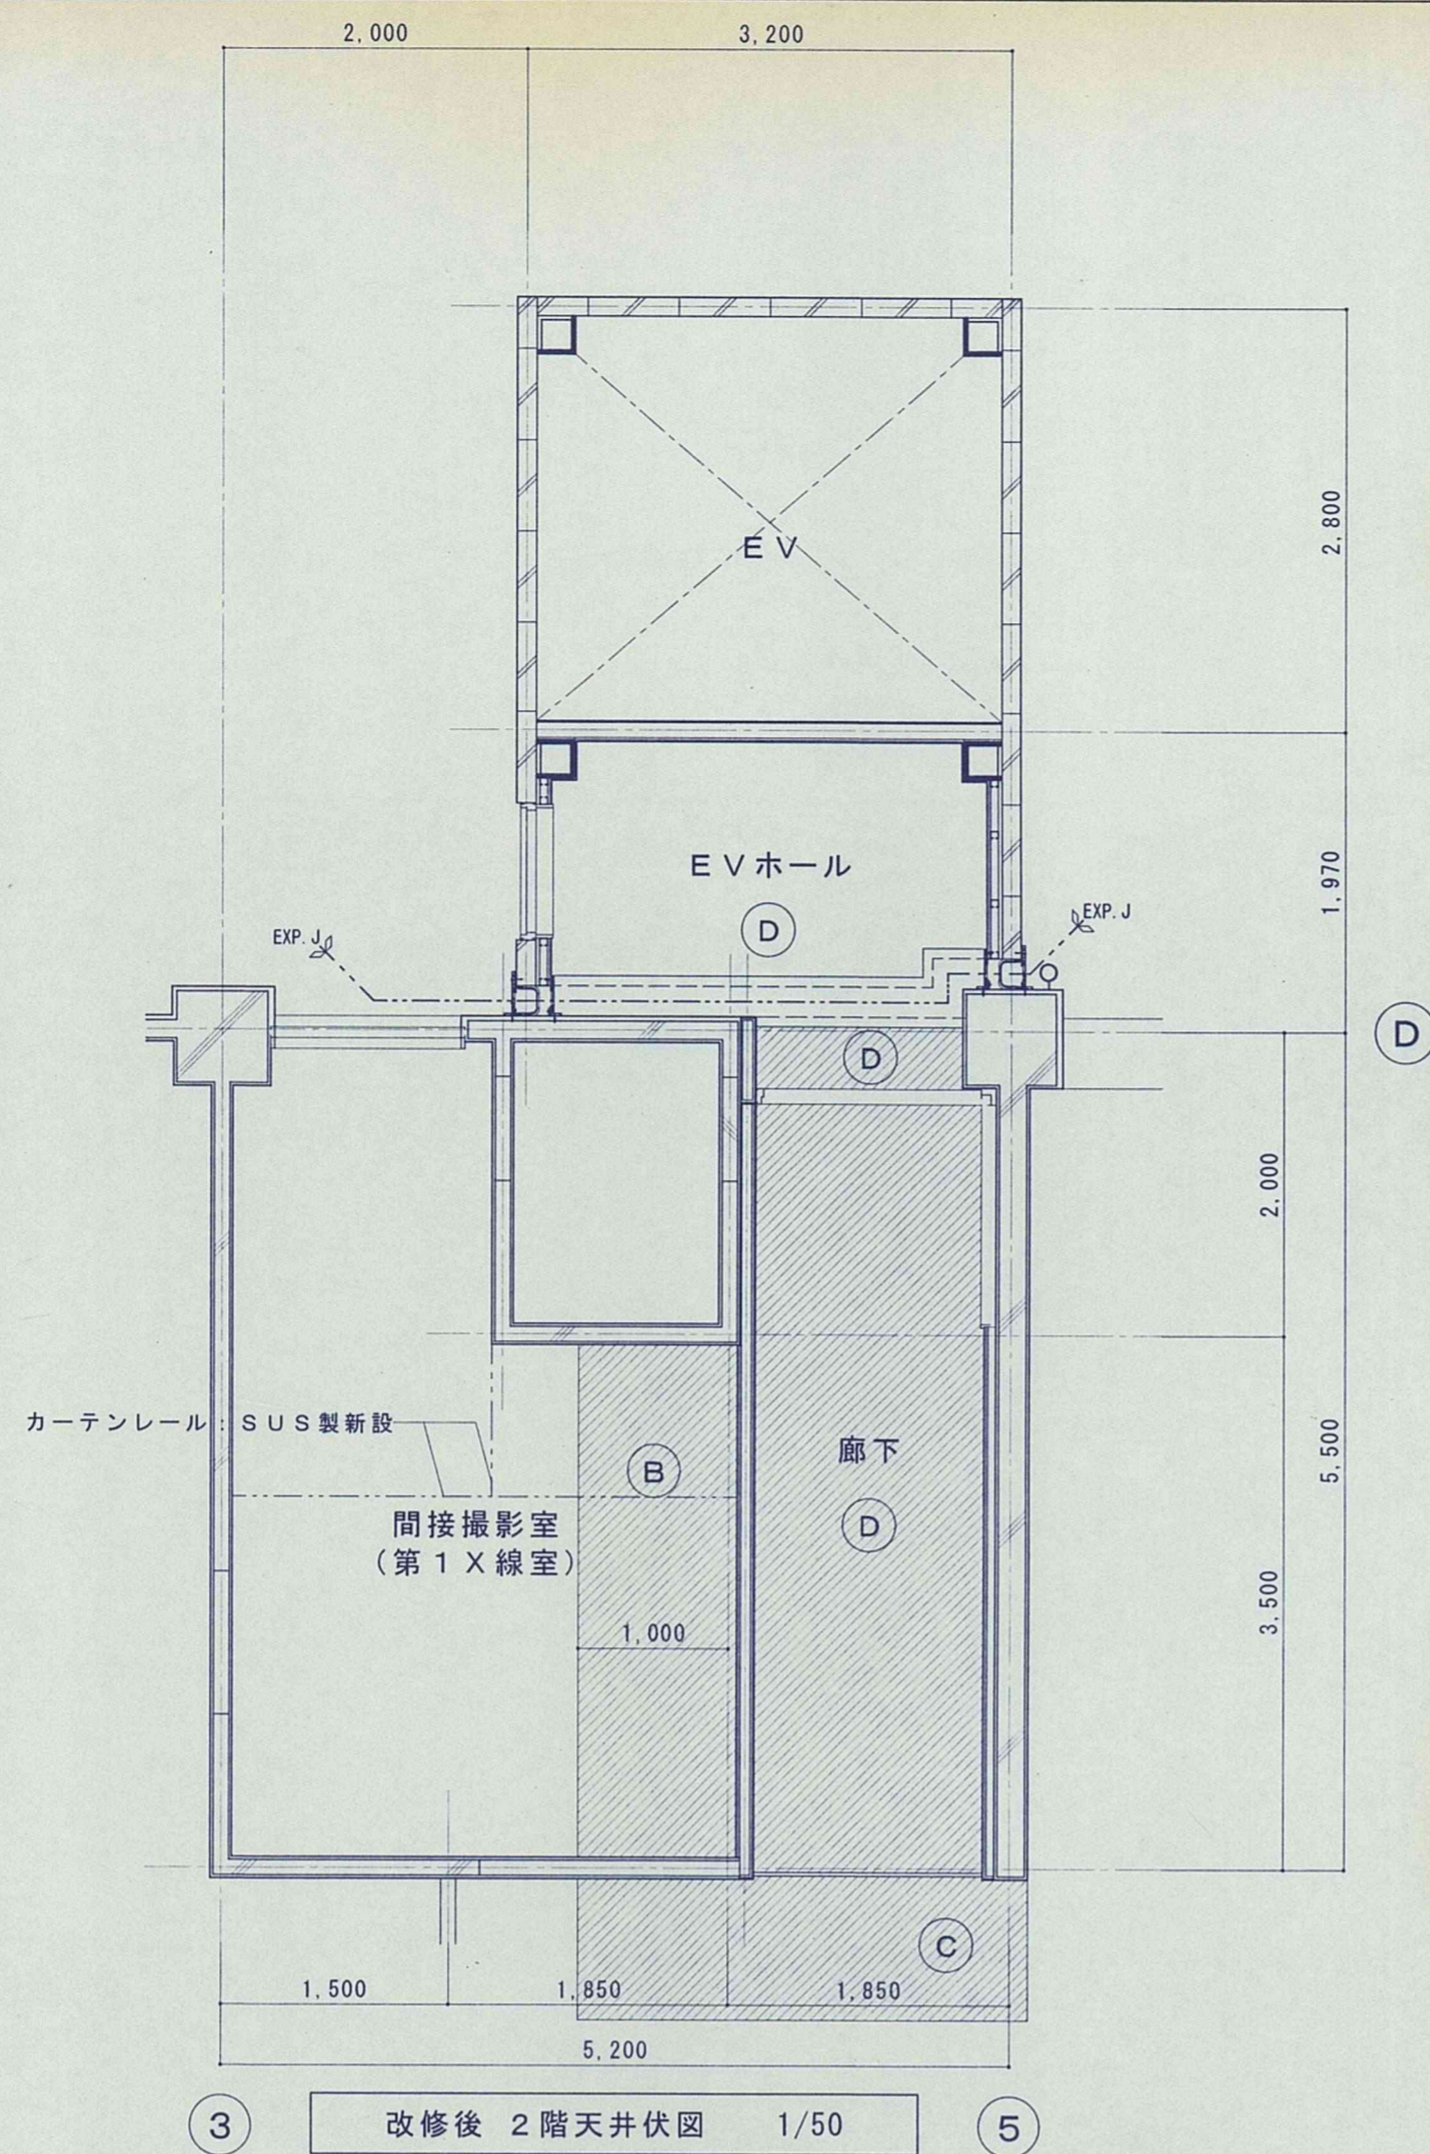 2,000
3,200
EV
2,800
EVホール
D
1,970
EXP. J
EXP. J
D
D
2,000
カーテンレール：SUS製新設
B
廊下
D
5,500
間接撮影室
（第1X線室）
1,000
3,500
C
1,500
1,850
1,850
5,200
3
改修後 2階天井伏図 1/50
5